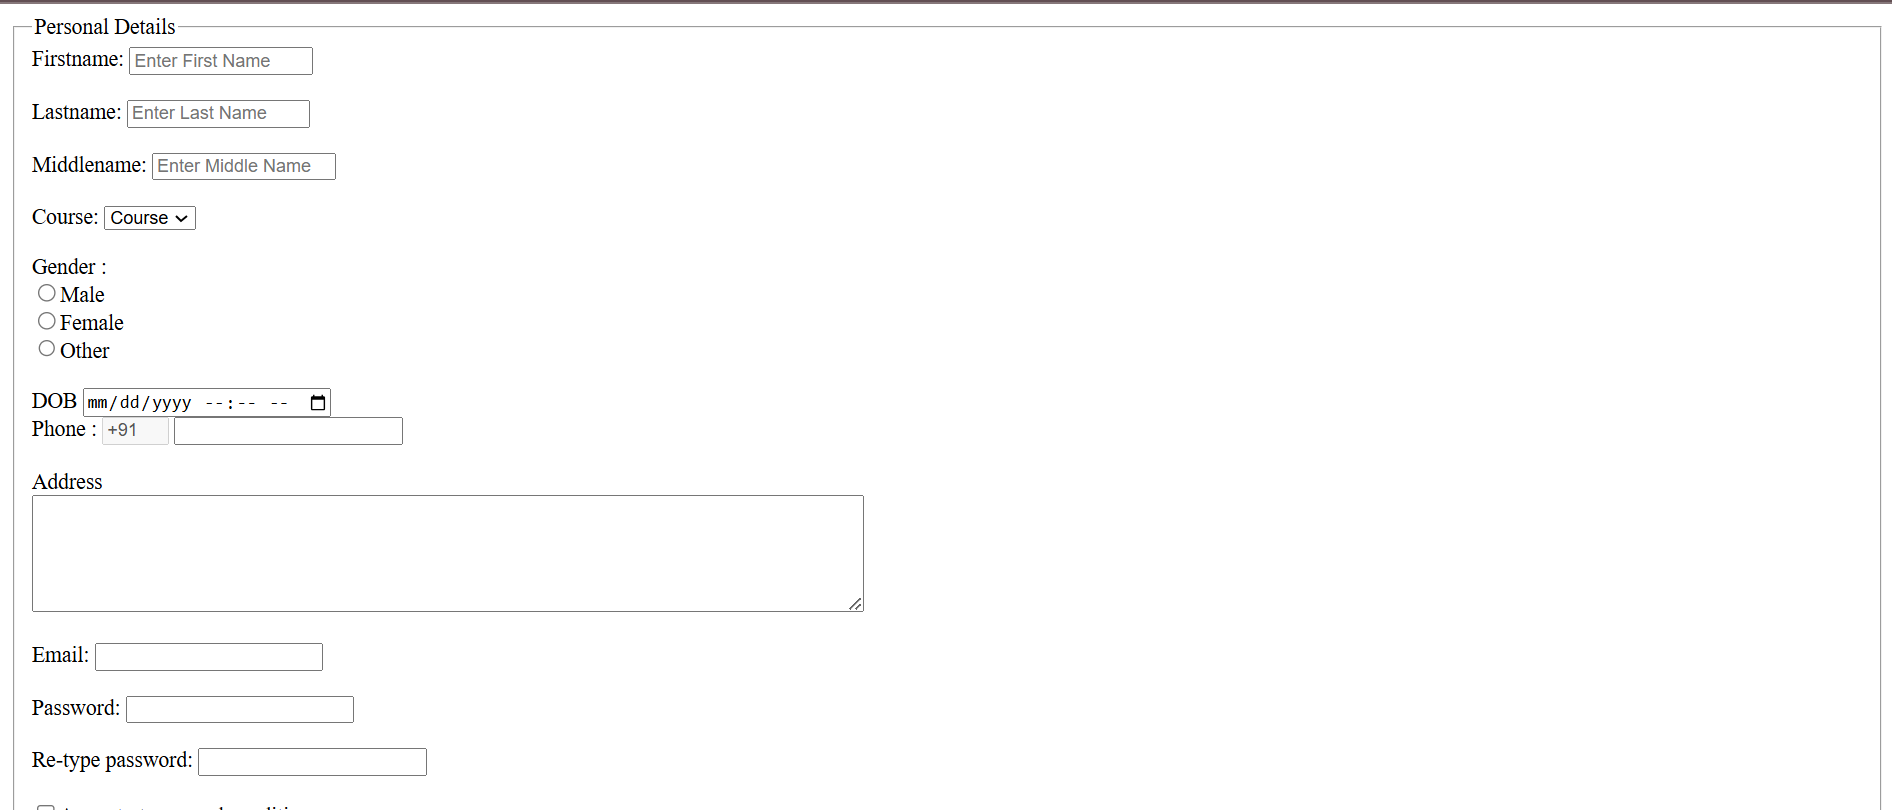 Personal Details
Firstname: Enter First Name
Lastname: Enter Last Name
Middlename: Enter Middle Name
Course: Course
Gender :
Male
Female
Other
DOB mm/dd/yyyy --:-- --
Phone : +91
Address
Email:
Password:
Re-type password: